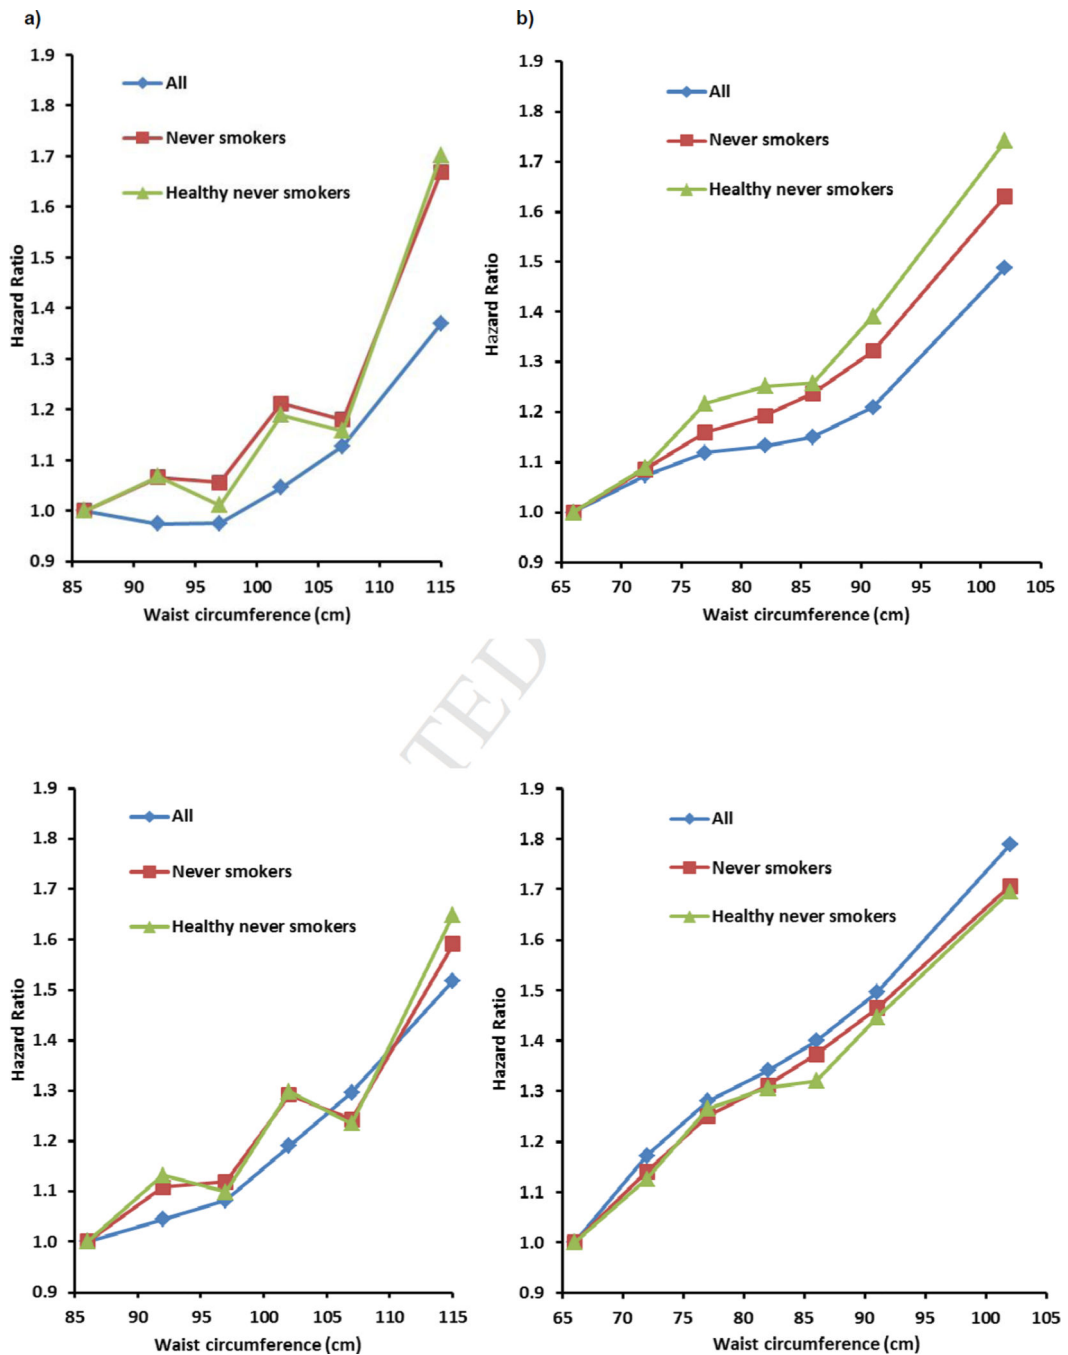 a)
1.9
1.8
1.7
1.6
1.5
1.4
1.3
1.2
1.1
1.0
0.9
Hazard Ratio
All
Never smokers
Healthy never smokers
85 90 95 100 105 110 115
Waist circumference (cm)
b)
1.9
1.8
1.7
1.6
1.5
1.4
1.3
1.2
1.1
1.0
0.9
Hazard Ratio
All
Never smokers
Healthy never smokers
65 70 75 80 85 90 95 100 105
Waist circumference (cm)
TED
1.9
1.8
1.7
1.6
1.5
1.4
1.3
1.2
1.1
1.0
0.9
Hazard Ratio
All
Never smokers
Healthy never smokers
85 90 95 100 105 110 115
Waist circumference (cm)
1.9
1.8
1.7
1.6
1.5
1.4
1.3
1.2
1.1
1.0
0.9
Hazard Ratio
All
Never smokers
Healthy never smokers
65 70 75 80 85 90 95 100 105
Waist circumference (cm)